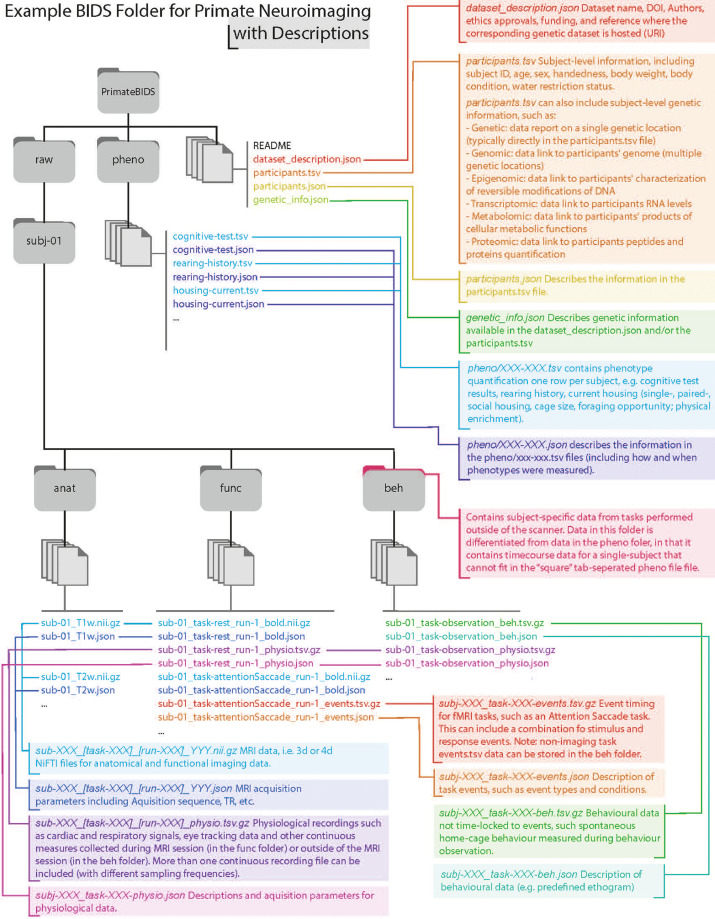 Example BIDS Folder for Primate Neuroimaging
with Descriptions
PrimateBIDS
raw
pheno
subj-01
README
dataset_description.json
participants.tsv
participants.json
genetic_info.json
cognitive-test.tsv
cognitive-test.json
rearing-history.tsv
rearing-history.json
housing-current.tsv
housing-current.json
...
dataset_description.json Dataset name, DOI, Authors,
ethics approvals, funding, and reference where the
corresponding genetic dataset is hosted (URI)
participants.tsv Subject-level information, including
subject ID, age, sex, handedness, body weight, body
condition, water restriction status.
participants.tsv can also include subject-level genetic
information, such as:
- Genetic: data report on a single genetic location
(typically directly in the participants.tsv file)
- Genomic: data link to participants' genome (multiple
genetic locations)
- Epigenomic: data link to participants' characterization
of reversible modifications of DNA
- Transcriptomic: data link to participants RNA levels
- Metabolomic: data link to participants' products of
cellular metabolic functions
- Proteomic: data link to participants peptides and
proteins quantification
participants.json Describes the information in the
participants.tsv file.
genetic_info.json Describes genetic information
available in the dataset_description.json and/or the
participants.tsv
pheno/XXX-XXX.tsv contains phenotype
quantification one row per subject, e.g. cognitive test
results, rearing history, current housing (single-, paired-,
social housing, cage size, foraging opportunity; physical
enrichment).
pheno/XXX-XXX.json describes the information in
the pheno/xxx-xxx.tsv files (including how and when
phenotypes were measured).
anat
func
beh
Contains subject-specific data from tasks performed
outside of the scanner. Data in this folder is
differentiated from data in the pheno foler, in that it
contains timecourse data for a single-subject that
cannot fit in the "square" tab-seperated pheno file file.
sub-01_T1w.nii.gz
sub-01_T1w.json
sub-01_T2w.nii.gz
sub-01_T2w.json
...
sub-01_task-rest_run-1_bold.nii.gz
sub-01_task-rest_run-1_bold.json
sub-01_task-rest_run-1_physio.tsv.gz
sub-01_task-rest_run-1_physio.json
sub-01_task-attentionSaccade_run-1_bold.nii.gz
sub-01_task-attentionSaccade_run-1_bold.json
sub-01_task-attentionSaccade_run-1_events.tsv.gz
sub-01_task-attentionSaccade_run-1_events.json
...
sub-01_task-observation_beh.tsv.gz
sub-01_task-observation_beh.json
sub-01_task-observation_physio.tsv.gz
sub-01_task-observation_physio.json
...
sub-XXX_[task-XXX]_[run-XXX]_YYY.nii.gz MRI data, i.e. 3d or 4d
NiFTI files for anatomical and functional imaging data.
sub-XXX_[task-XXX]_[run-XXX]_YYY.json MRI acquisition
parameters including Aquisition sequence, TR, etc.
sub-XXX_[task-XXX]_[run-XXX]_physio.tsv.gz Physiological recordings such
as cardiac and respiratory signals, eye tracking data and other continuous
measures collected during MRI session (in the func folder) or outside of the MRI
session (in the beh folder). More than one continuous recording file can be
included (with different sampling frequencies).
subj-XXX_task-XXX-physio.json Descriptions and aquisition parameters for
physiological data.
subj-XXX_task-XXX-events.tsv.gz Event timing
for fMRI tasks, such as an Attention Saccade task.
This can include a combination fo stimulus and
response events. Note: non-imaging task
events.tsv data can be stored in the beh folder.
subj-XXX_task-XXX-events.json Description of
task events, such as event types and conditions.
subj-XXX_task-XXX-beh.tsv.gz Behavioural data
not time-locked to events, such spontaneous
home-cage behaviour measured during behaviour
observation.
subj-XXX_task-XXX-beh.json Description of
behavioural data (e.g. predefined ethogram)